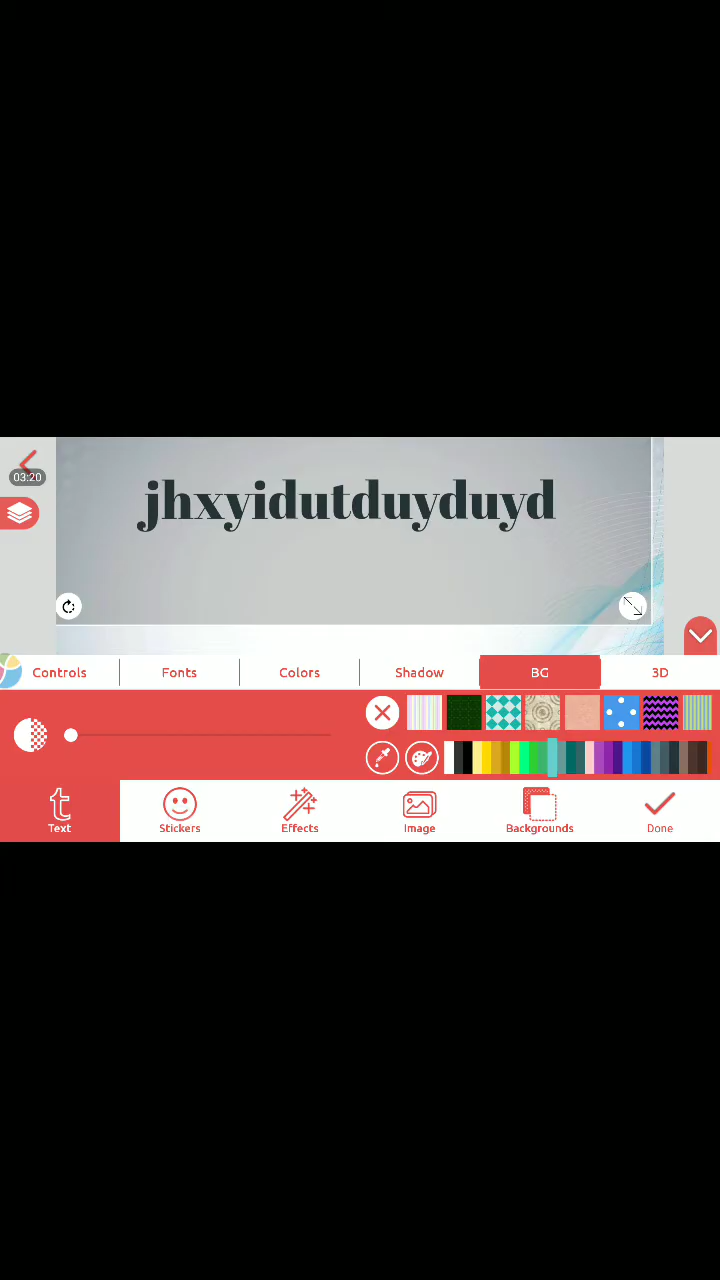 03:20
jhxyidutduyduyd
Controls Fonts Colors Shadow BG 3D
t
Text Stickers Effects Image Backgrounds Done